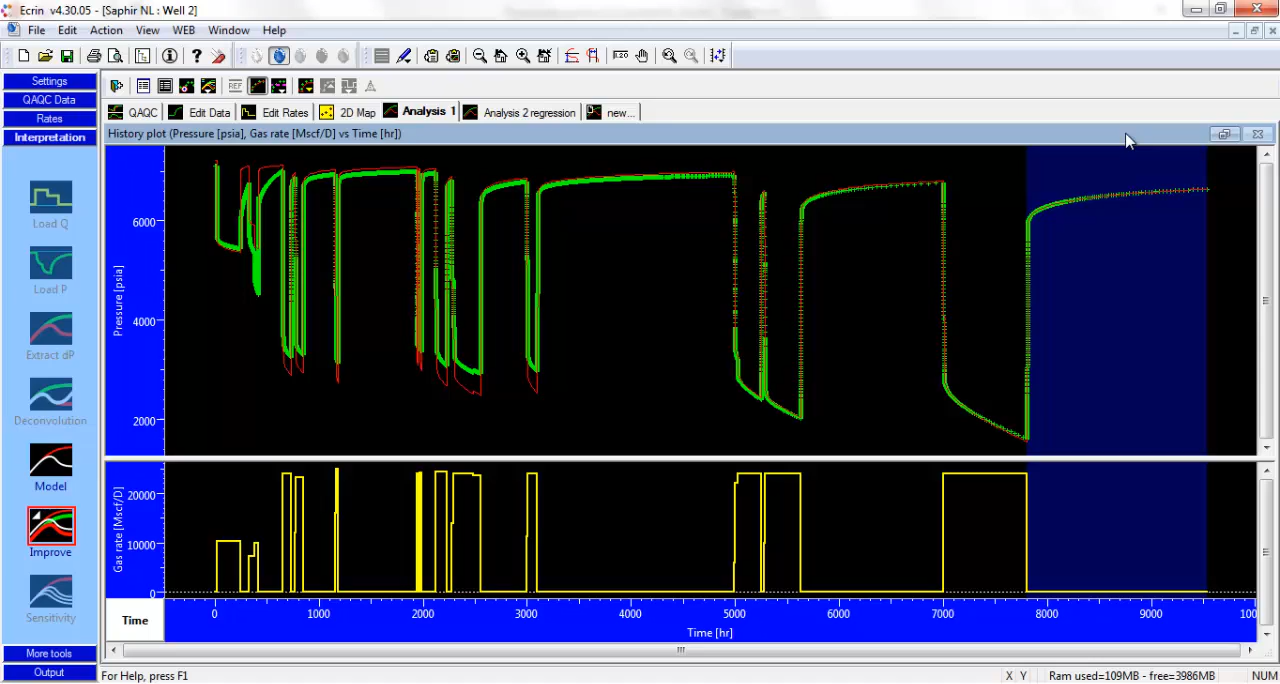 Ecrin v4.30.05 - [Saphir NL : Well 2]
File Edit Action View WEB Window Help
Settings
QAQC Data
Rates
Interpretation
Load Q
Load P
Extract dP
Deconvolution
Model
Improve
Sensitivity
More tools
Output
REF
QAQC Edit Data Edit Rates 2D Map Analysis 1 Analysis 2 regression new...
History plot (Pressure [psia], Gas rate [Mscf/D] vs Time [hr])
Pressure [psia]
6000
4000
2000
Gas rate [Mscf/D]
20000
10000
0
Time
0 1000 2000 3000 4000 5000 6000 7000 8000 9000 1000
Time [hr]
For Help, press F1
X Y Ram used=109MB - free=3986MB NUM